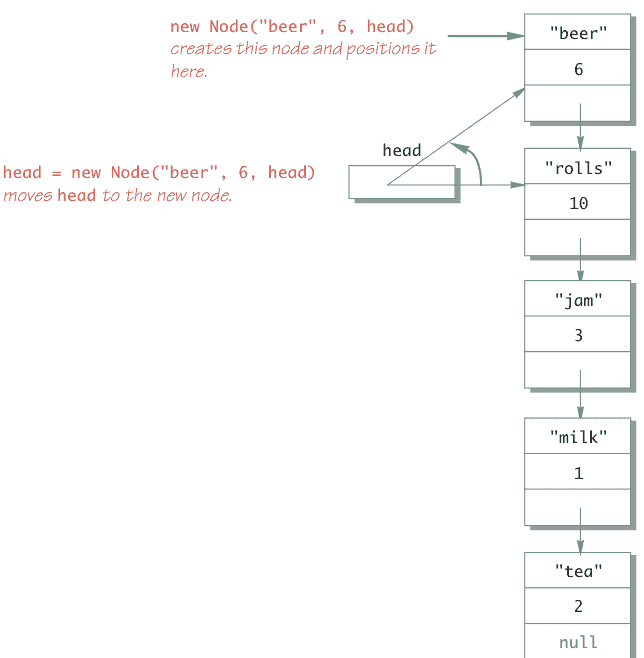 new Node("beer", 6, head)
creates this node and positions it
here.
"beer"
6
head
head = new Node("beer", 6, head)
moves head to the new node.
"rolls"
10
"jam"
3
"milk"
1
"tea"
2
null